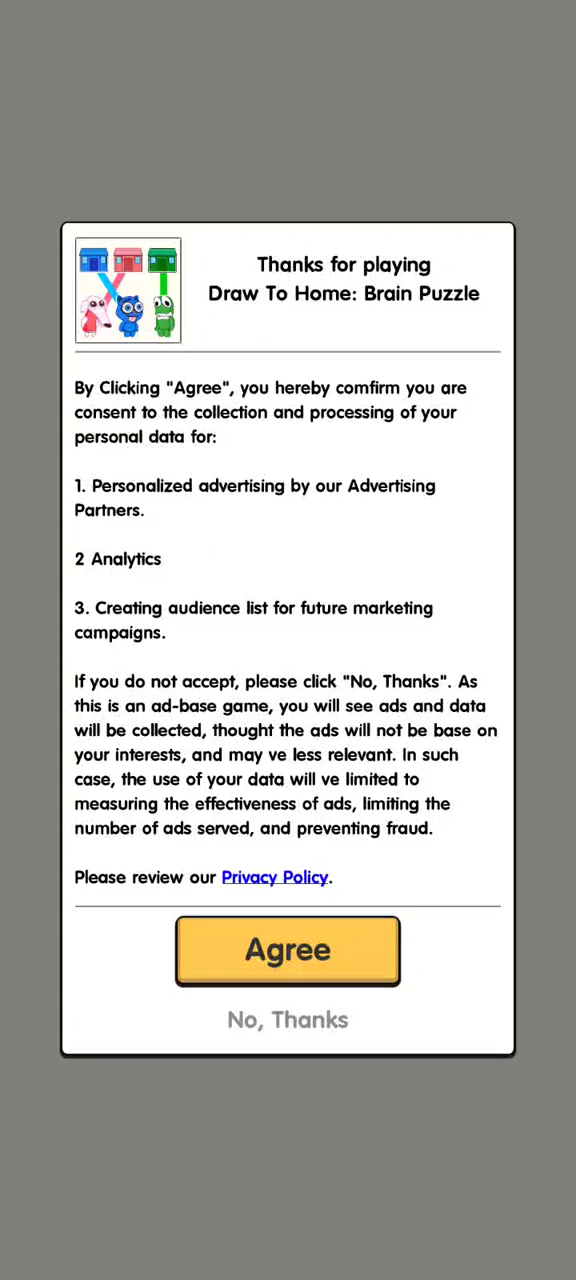 Thanks for playing
Draw To Home: Brain Puzzle
By Clicking "Agree", you hereby comfirm you are
consent to the collection and processing of your
personal data for:
1. Personalized advertising by our Advertising
Partners.
2 Analytics
3. Creating audience list for future marketing
campaigns.
If you do not accept, please click "No, Thanks". As
this is an ad-base game, you will see ads and data
will be collected, thought the ads will not be base on
your interests, and may ve less relevant. In such
case, the use of your data will ve limited to
measuring the effectiveness of ads, limiting the
number of ads served, and preventing fraud.
Please review our Privacy Policy.
Agree
No, Thanks